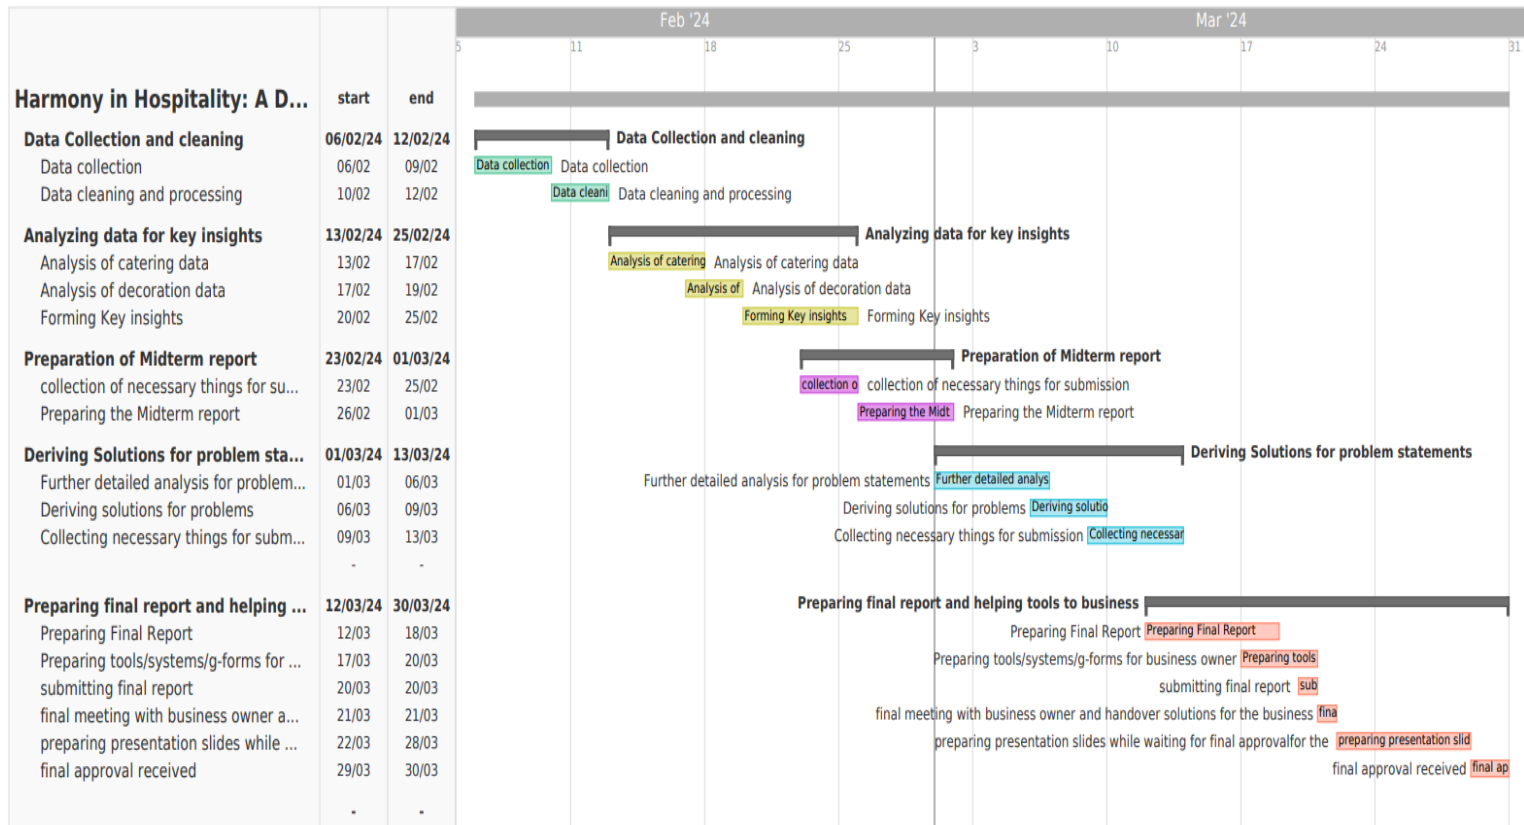 Feb '24 Mar '24
5 11 18 25 3 10 17 24 31
Harmony in Hospitality: A D... start end
Data Collection and cleaning 06/02/24 12/02/24 Data Collection and cleaning
Data collection 06/02 09/02 Data collection Data collection
Data cleaning and processing 10/02 12/02 Data cleani Data cleaning and processing
Analyzing data for key insights 13/02/24 25/02/24 Analyzing data for key insights
Analysis of catering data 13/02 17/02 Analysis of catering Analysis of catering data
Analysis of decoration data 17/02 19/02 Analysis of Analysis of decoration data
Forming Key insights 20/02 25/02 Forming Key insights Forming Key insights
Preparation of Midterm report 23/02/24 01/03/24 Preparation of Midterm report
collection of necessary things for su... 23/02 25/02 collection o collection of necessary things for submission
Preparing the Midterm report 26/02 01/03 Preparing the Midt Preparing the Midterm report
Deriving Solutions for problem sta... 01/03/24 13/03/24 Deriving Solutions for problem statements
Further detailed analysis for problem... 01/03 06/03 Further detailed analysis for problem statements Further detailed analys
Deriving solutions for problems 06/03 09/03 Deriving solutions for problems Deriving solutio
Collecting necessary things for subm... 09/03 13/03 Collecting necessary things for submission Collecting necessar
- -
Preparing final report and helping ... 12/03/24 30/03/24 Preparing final report and helping tools to business
Preparing Final Report 12/03 18/03 Preparing Final Report Preparing Final Report
Preparing tools/systems/g-forms for ... 17/03 20/03 Preparing tools/systems/g-forms for business owner Preparing tools
submitting final report 20/03 20/03 submitting final report sub
final meeting with business owner a... 21/03 21/03 final meeting with business owner and handover solutions for the business fina
preparing presentation slides while ... 22/03 28/03 preparing presentation slides while waiting for final approvalfor the preparing presentation slid
final approval received 29/03 30/03 final approval received final ap
- -